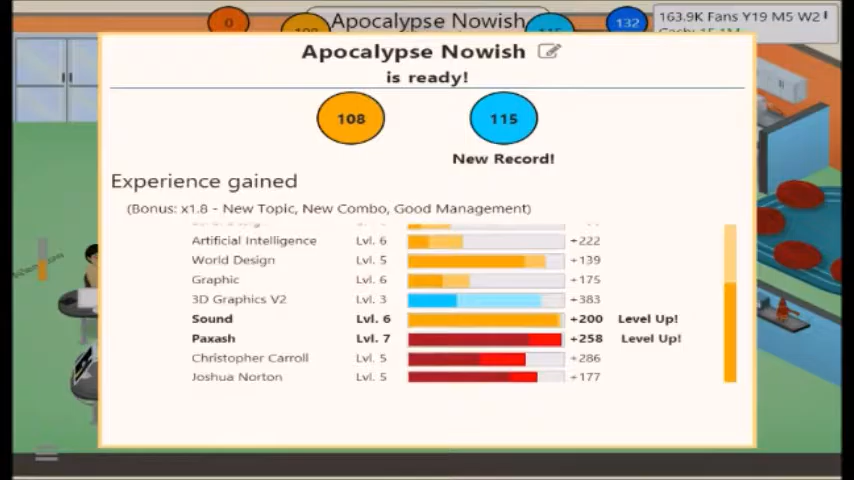 0
Apocalypse Nowish
132
163.9K Fans Y19 M5 W2
Apocalypse Nowish
is ready!
108
115
New Record!
Experience gained
(Bonus: x1.8 - New Topic, New Combo, Good Management)
Artificial Intelligence Lvl. 6 +222
World Design Lvl. 5 +139
Graphic Lvl. 6 +175
3D Graphics V2 Lvl. 3 +383
Sound Lvl. 6 +200 Level Up!
Paxash Lvl. 7 +258 Level Up!
Christopher Carroll Lvl. 5 +286
Joshua Norton Lvl. 5 +177